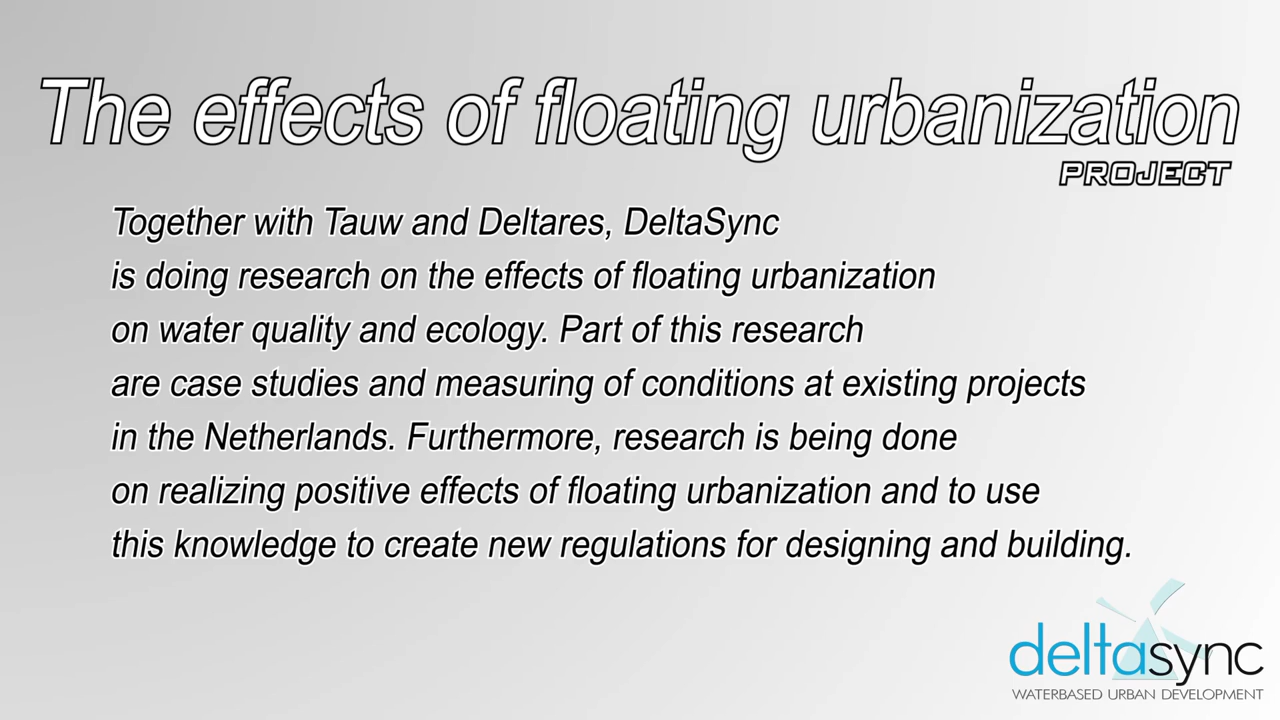 The effects of floating urbanization
PROJECT
Together with Tauw and Deltares, DeltaSync
is doing research on the effects of floating urbanization
on water quality and ecology. Part of this research
are case studies and measuring of conditions at existing projects
in the Netherlands. Furthermore, research is being done
on realizing positive effects of floating urbanization and to use
this knowledge to create new regulations for designing and building.
deltasync
WATERBASED URBAN DEVELOPMENT